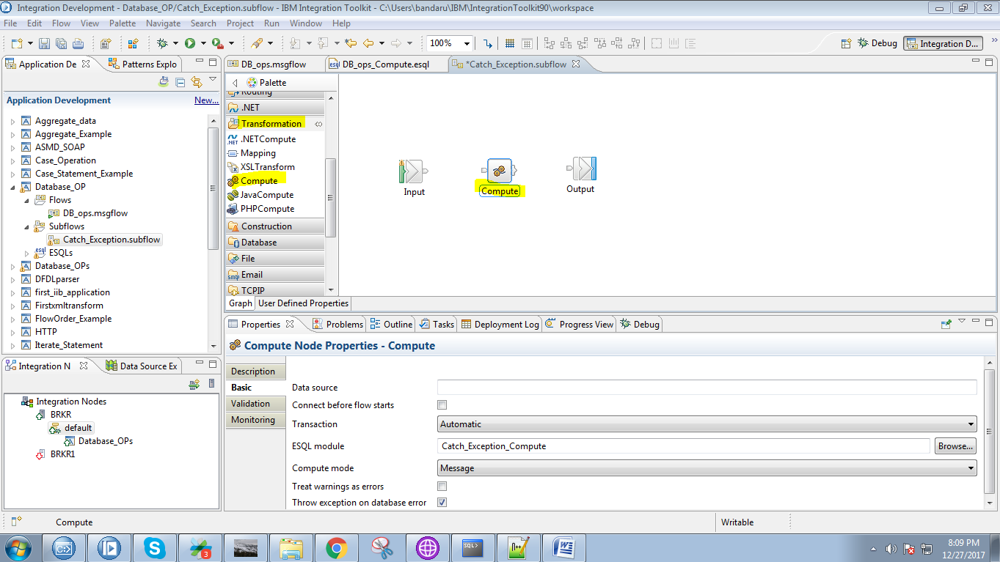 Integration Development - Database_OP/Catch_Exception.subflow - IBM Integration Toolkit - C:\Users\bandaru\IBM\IntegrationToolkit90\workspace
File Edit Flow View Palette Navigate Search Project Run Window Help
100% Debug Integration D... »
Application De Patterns Explo
Application Development New...
Aggregate_data
Aggregate_Example
ASMD_SOAP
Case_Operation
Case_Statement_Example
Database_OP
Flows
DB_ops.msgflow
Subflows
Catch_Exception.subflow
ESQLs
Database_OPs
DFDLparser
first_iib_application
Firstxmltransform
FlowOrder_Example
HTTP
Iterate_Statement
Integration N Data Source Ex
Integration Nodes
BRKR
default
Database_OPs
BRKR1
DB_ops.msgflow DB_ops_Compute.esql *Catch_Exception.subflow
Palette
Routing
.NET
Transformation
.NETCompute
Mapping
XSLTransform
Compute
JavaCompute
PHPCompute
Construction
Database
File
Email
TCPIP
Input Compute Output
Graph User Defined Properties
Properties Problems Outline Tasks Deployment Log Progress View Debug
Compute Node Properties - Compute
Description
Basic
Validation
Monitoring
Data source
Connect before flow starts
Transaction Automatic
ESQL module Catch_Exception_Compute Browse...
Compute mode Message
Treat warnings as errors
Throw exception on database error
Compute Writable
8:09 PM
12/27/2017